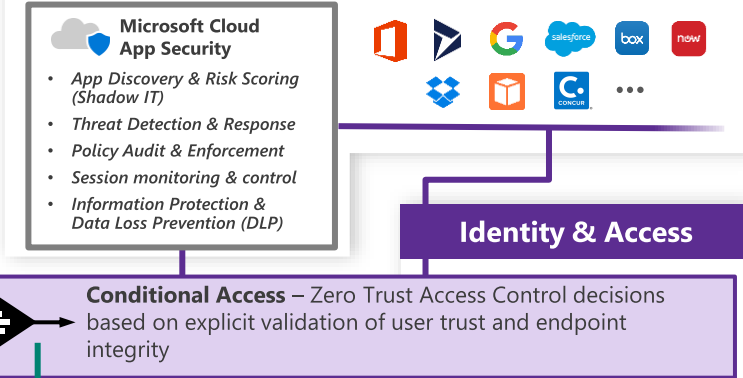 Microsoft Cloud
App Security
• App Discovery & Risk Scoring
(Shadow IT)
• Threat Detection & Response
• Policy Audit & Enforcement
• Session monitoring & control
• Information Protection &
Data Loss Prevention (DLP)
salesforce
box
now
C.
CONCUR
•••
Identity & Access
Conditional Access – Zero Trust Access Control decisions
based on explicit validation of user trust and endpoint
integrity